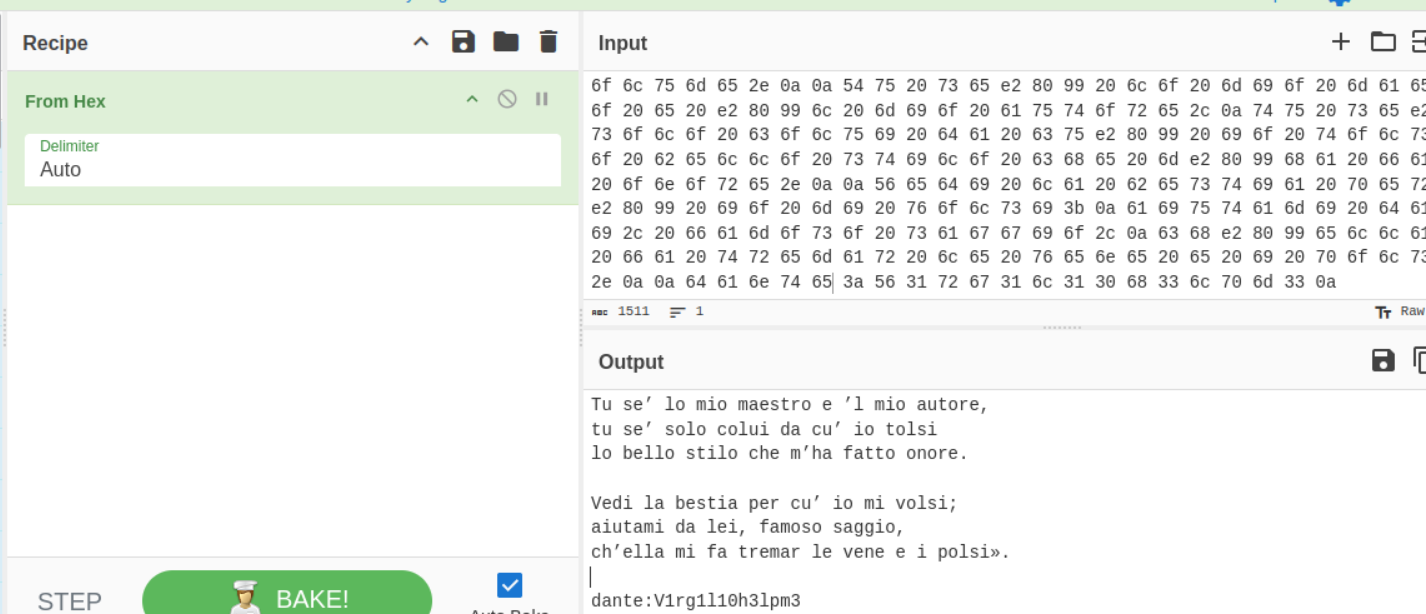 Recipe
From Hex
Delimiter
Auto
STEP
BAKE!
Auto Bake
Input
6f 6c 75 6d 65 2e 0a 0a 54 75 20 73 65 e2 80 99 20 6c 6f 20 6d 69 6f 20 6d 61 65
6f 20 65 20 e2 80 99 6c 20 6d 69 6f 20 61 75 74 6f 72 65 2c 0a 74 75 20 73 65 e2
73 6f 6c 6f 20 63 6f 6c 75 69 20 64 61 20 63 75 e2 80 99 20 69 6f 20 74 6f 6c 73
6f 20 62 65 6c 6c 6f 20 73 74 69 6c 6f 20 63 68 65 20 6d e2 80 99 68 61 20 66 61
20 6f 6e 6f 72 65 2e 0a 0a 56 65 64 69 20 6c 61 20 62 65 73 74 69 61 20 70 65 72
e2 80 99 20 69 6f 20 6d 69 20 76 6f 6c 73 69 3b 0a 61 69 75 74 61 6d 69 20 64 61
69 2c 20 66 61 6d 6f 73 6f 20 73 61 67 67 69 6f 2c 0a 63 68 e2 80 99 65 6c 6c 61
20 66 61 20 74 72 65 6d 61 72 20 6c 65 20 76 65 6e 65 20 65 20 69 20 70 6f 6c 73
2e 0a 0a 64 61 6e 74 65 3a 56 31 72 67 31 6c 31 30 68 33 6c 70 6d 33 0a
ABC 1511 1
Tт Raw
Output
Tu se’ lo mio maestro e ’l mio autore,
tu se’ solo colui da cu’ io tolsi
lo bello stilo che m’ha fatto onore.
Vedi la bestia per cu’ io mi volsi;
aiutami da lei, famoso saggio,
ch’ella mi fa tremar le vene e i polsi».
dante:V1rg1l10h3lpm3